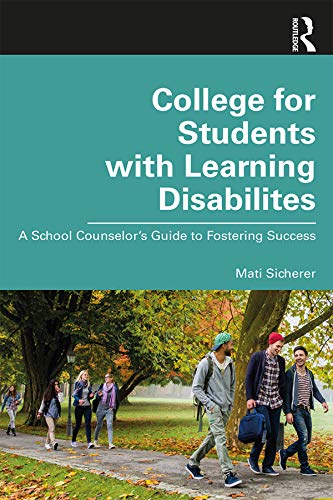 ROUTLEDGE
College for
Students
with Learning
Disabilites
A School Counselor's Guide to Fostering Success
Mati Sicherer